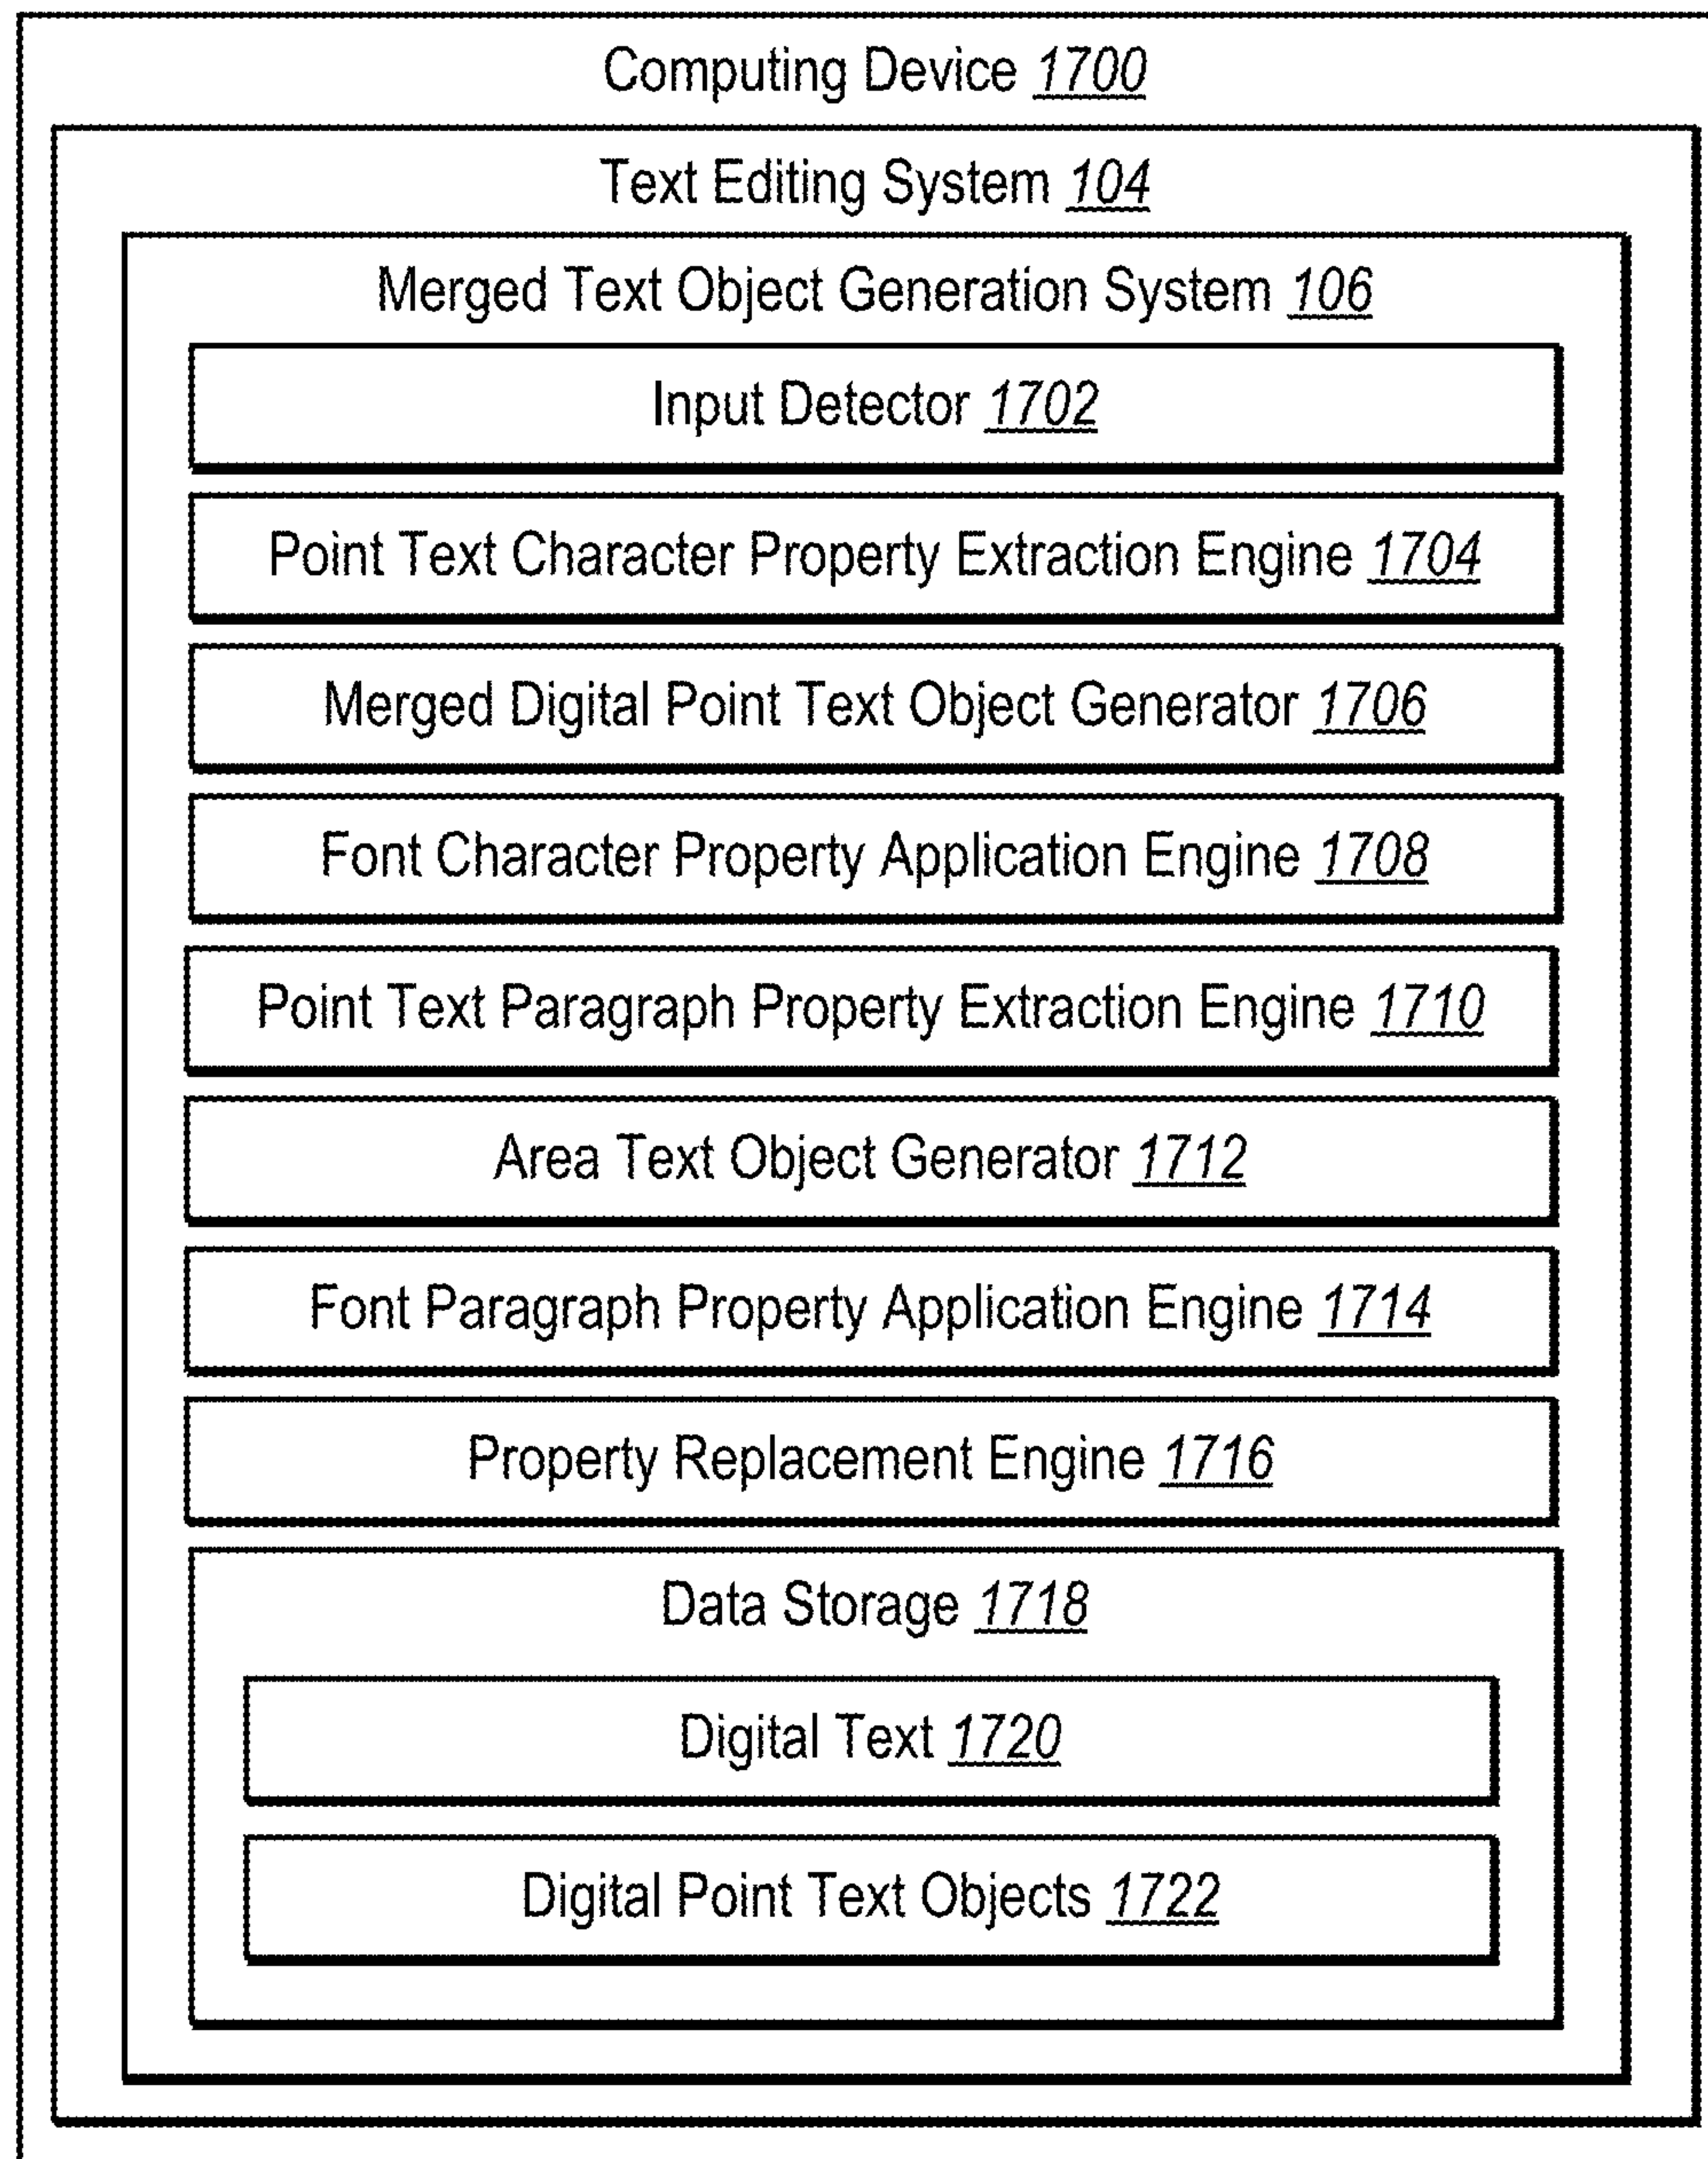 Computing Device 1700
Text Editing System 104
Merged Text Object Generation System 106
Input Detector 1702
Point Text Character Property Extraction Engine 1704
Merged Digital Point Text Object Generator 1706
Font Character Property Application Engine 1708
Point Text Paragraph Property Extraction Engine 1710
Area Text Object Generator 1712
Font Paragraph Property Application Engine 1714
Property Replacement Engine 1716
Data Storage 1718
Digital Text 1720
Digital Point Text Objects 1722